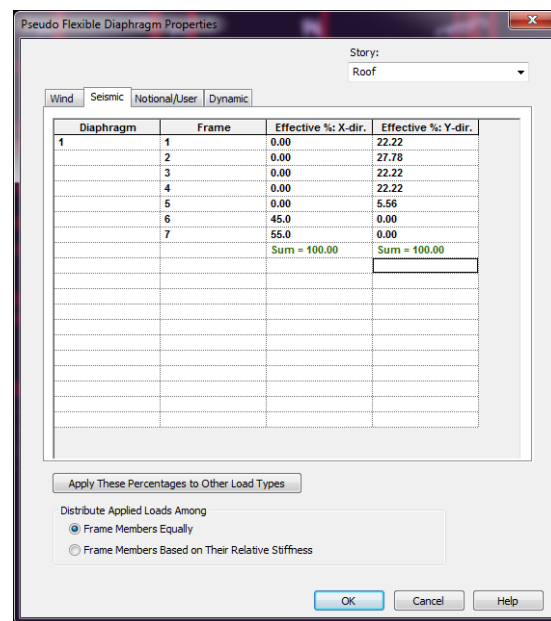 Pseudo Flexible Diaphragm Properties
Story:
Roof
Wind Seismic Notional/User Dynamic
Diaphragm Frame Effective %: X-dir. Effective %: Y-dir.
1 1 0.00 22.22
2 0.00 27.78
3 0.00 22.22
4 0.00 22.22
5 0.00 5.56
6 45.0 0.00
7 55.0 0.00
Sum = 100.00 Sum = 100.00
Apply These Percentages to Other Load Types
Distribute Applied Loads Among
Frame Members Equally
Frame Members Based on Their Relative Stiffness
OK Cancel Help